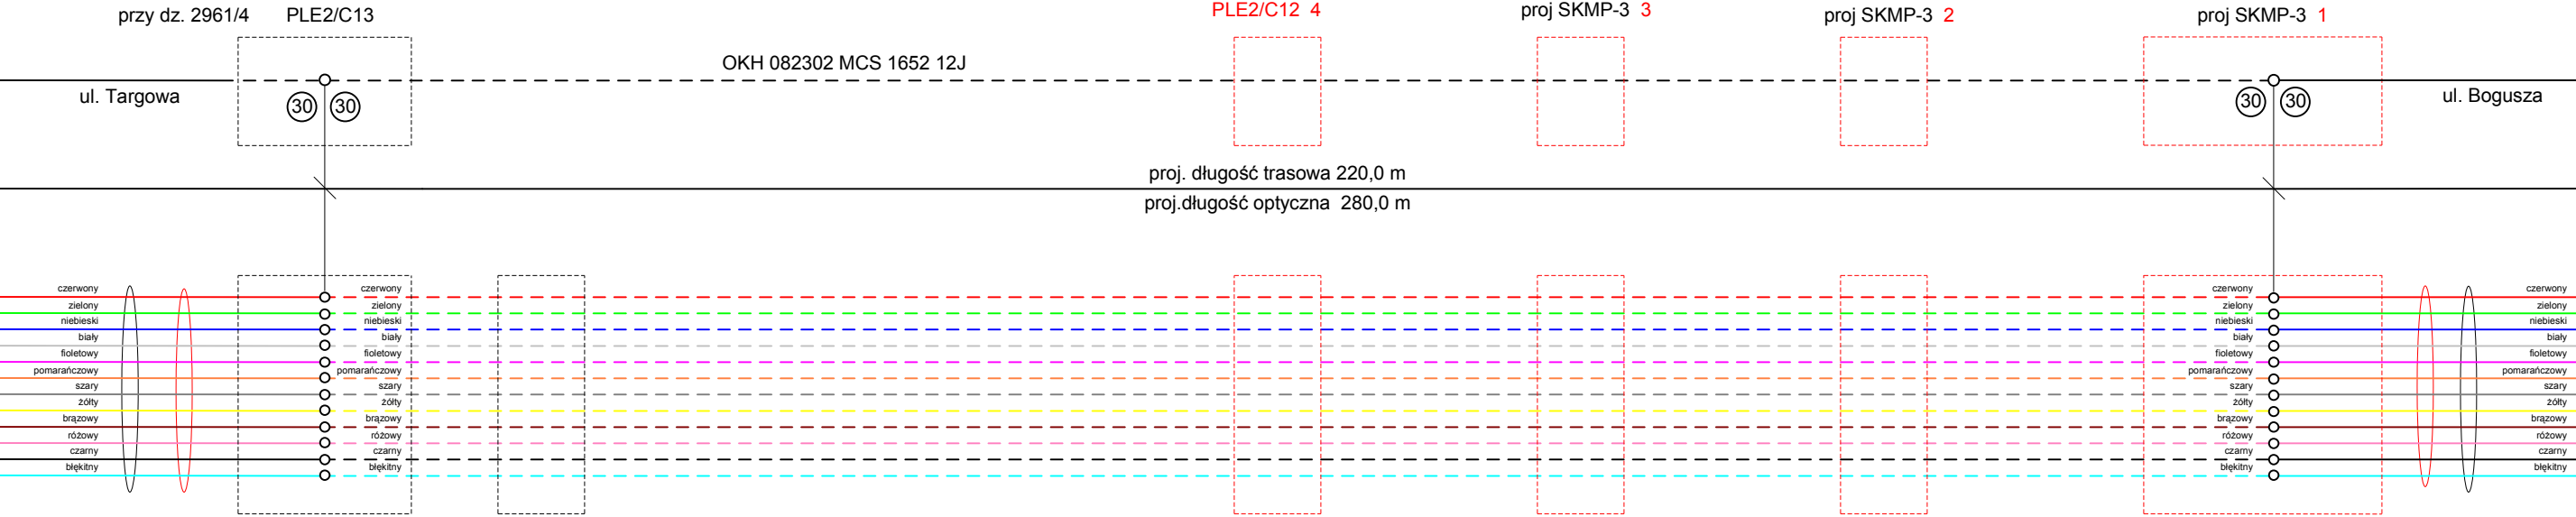 przy dz. 2961/4 PLE2/C13 PLE2/C12 4 proj SKMP-3 3 proj SKMP-3 2 proj SKMP-3 1
OKH 082302 MCS 1652 12J
ul. Targowa 30 30 30 30 ul. Bogusza
proj. długość trasowa 220,0 m
proj.długość optyczna 280,0 m
czerwony czerwony czerwony czerwony
zielony zielony zielony zielony
niebieski niebieski niebieski niebieski
biały biały biały biały
fioletowy fioletowy fioletowy fioletowy
pomarańczowy pomarańczowy pomarańczowy pomarańczowy
szary szary szary szary
żółty żółty żółty żółty
brązowy brązowy brązowy brązowy
różowy różowy różowy różowy
czarny czarny czarny czarny
błękitny błękitny błękitny błękitny